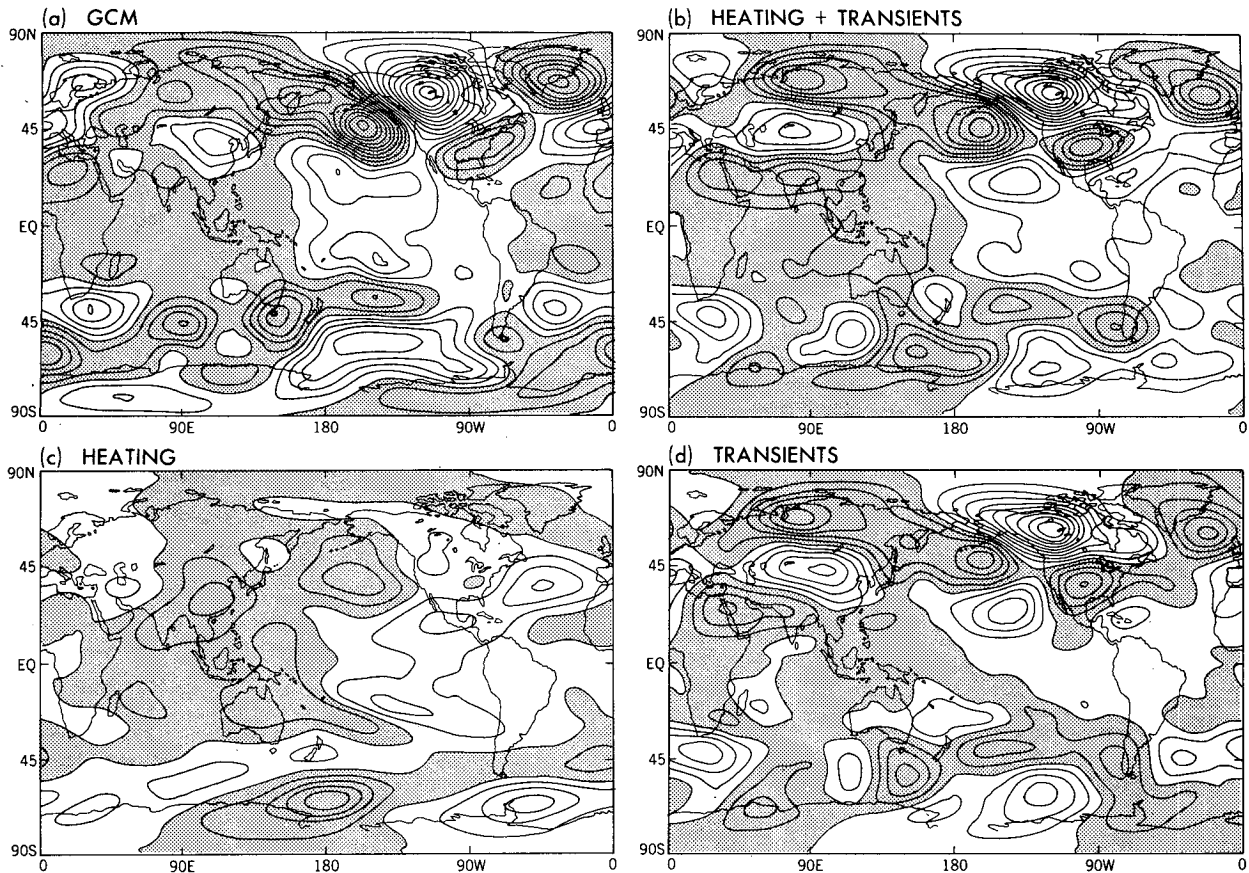 (a) GCM
90N
45
EQ
45
90S
0
90E
180
90W
0
(b) HEATING + TRANSIENTS
90N
45
EQ
45
90S
0
90E
180
90W
0
(c) HEATING
90N
45
EQ
45
90S
0
90E
180
90W
0
(d) TRANSIENTS
90N
45
EQ
45
90S
0
90E
180
90W
0